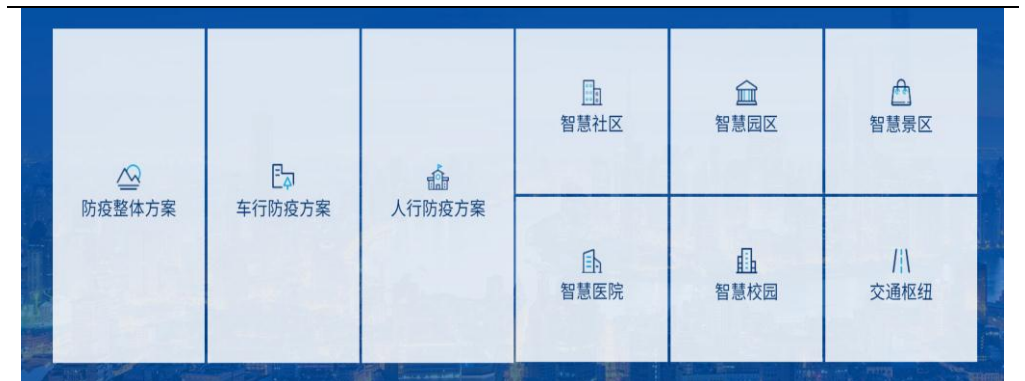 智慧社区
智慧园区
智慧景区
防疫整体方案
车行防疫方案
人行防疫方案
智慧医院
智慧校园
交通枢纽